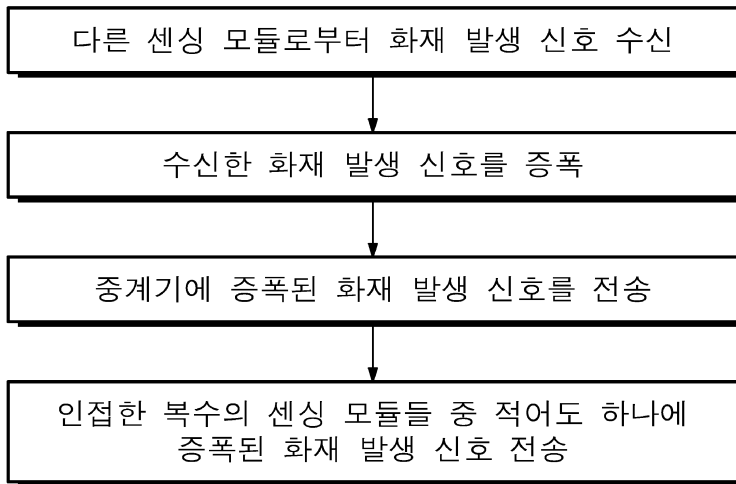 다른 센싱 모듈로부터 화재 발생 신호 수신
수신한 화재 발생 신호를 증폭
중계기에 증폭된 화재 발생 신호를 전송
인접한 복수의 센싱 모듈들 중 적어도 하나에
증폭된 화재 발생 신호 전송